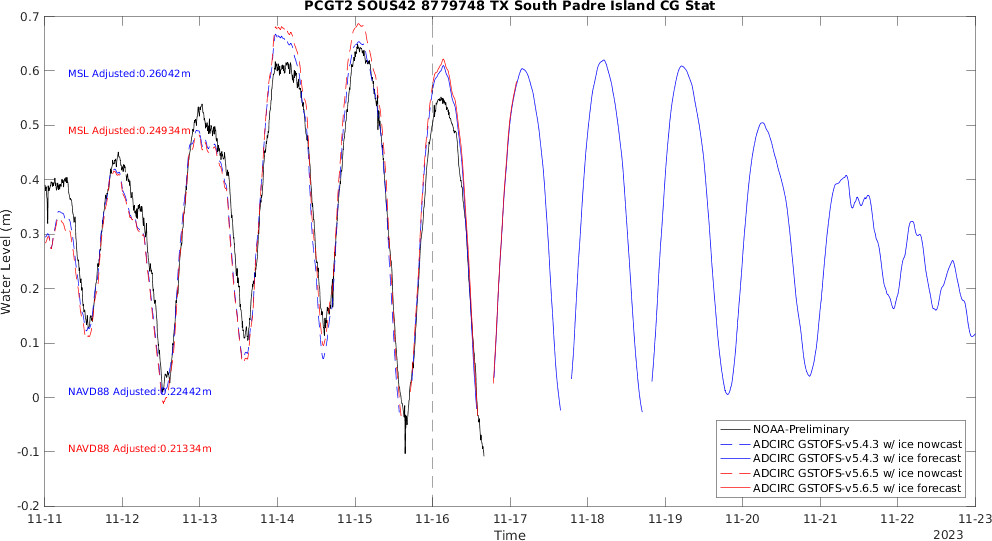 PCGT2 SOUS42 8779748 TX South Padre Island CG Stat
0.7
0.6
0.5
0.4
0.3
0.2
0.1
0
-0.1
-0.2
Water Level (m)
MSL Adjusted:0.26042m
MSL Adjusted:0.24934m
NAVD88 Adjusted:0.22442m
NAVD88 Adjusted:0.21334m
NOAA-Preliminary
ADCIRC GSTOFS-v5.4.3 w/ ice nowcast
ADCIRC GSTOFS-v5.4.3 w/ ice forecast
ADCIRC GSTOFS-v5.6.5 w/ ice nowcast
ADCIRC GSTOFS-v5.6.5 w/ ice forecast
11-11 11-12 11-13 11-14 11-15 11-16 11-17 11-18 11-19 11-20 11-21 11-22 11-23
Time
2023